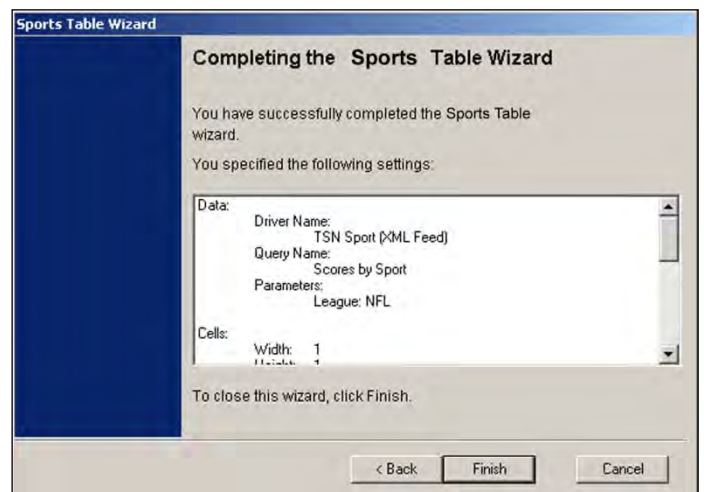 Sports Table Wizard
Completing the Sports Table Wizard
You have successfully completed the Sports Table
wizard.
You specified the following settings:
Data:
Driver Name:
TSN Sport (XML Feed)
Query Name:
Scores by Sport
Parameters:
League: NFL
Cells:
Width: 1
Height: 1
To close this wizard, click Finish.
< Back
Finish
Cancel